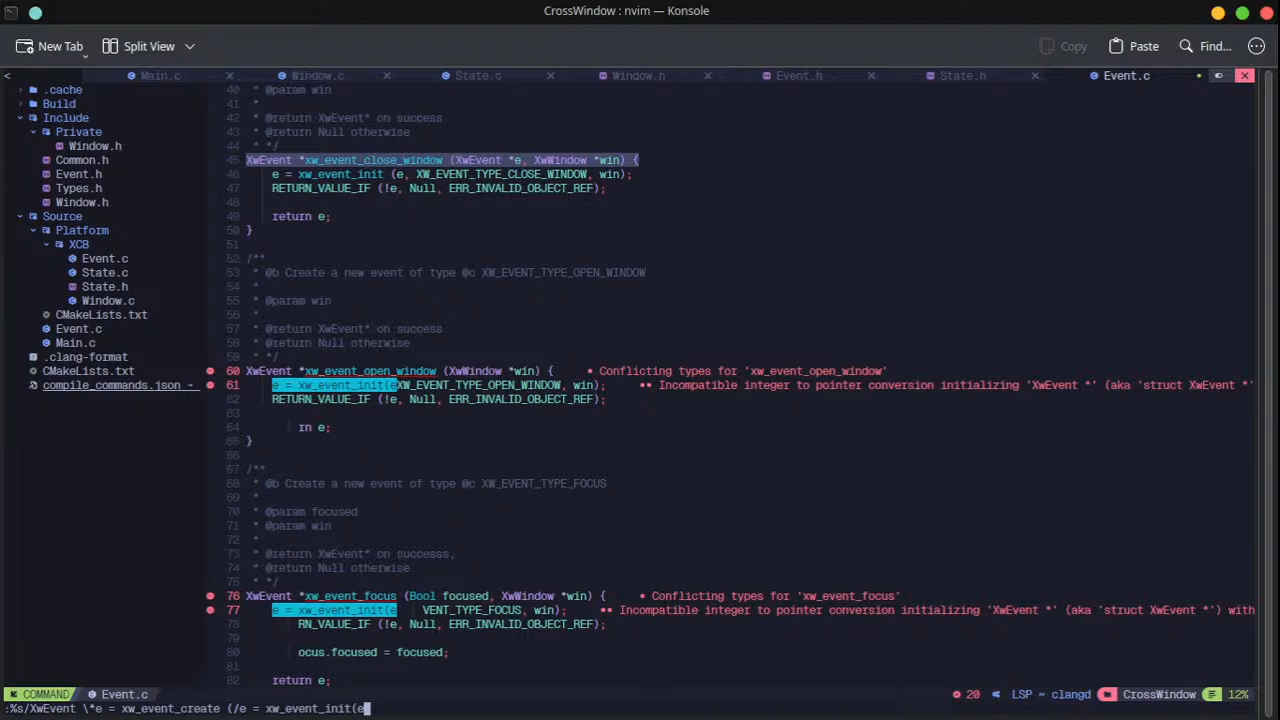 CrossWindow : nvim — Konsole
New Tab Split View Copy Paste Find...
< Main.c Window.c State.c Window.h Event.h State.h Event.c
.cache
Build
Include
Private
Window.h
Common.h
Event.h
Types.h
Window.h
Source
Platform
XCB
Event.c
State.c
State.h
Window.c
CMakeLists.txt
Event.c
Main.c
.clang-format
CMakeLists.txt
compile_commands.json -
40 * @param win
41 *
42 * @return XwEvent* on success
43 * @return Null otherwise
44 * */
45 XwEvent *xw_event_close_window (XwEvent *e, XwWindow *win) {
46 e = xw_event_init (e, XW_EVENT_TYPE_CLOSE_WINDOW, win);
47 RETURN_VALUE_IF (!e, Null, ERR_INVALID_OBJECT_REF);
48
49 return e;
50 }
51
52 /**
53 * @b Create a new event of type @c XW_EVENT_TYPE_OPEN_WINDOW
54 *
55 * @param win
56 *
57 * @return XwEvent* on success
58 * @return Null otherwise
59 * */
60 XwEvent *xw_event_open_window (XwWindow *win) { • Conflicting types for 'xw_event_open_window'
61 e = xw_event_init(eXW_EVENT_TYPE_OPEN_WINDOW, win); •• Incompatible integer to pointer conversion initializing 'XwEvent *' (aka 'struct XwEvent *'
62 RETURN_VALUE_IF (!e, Null, ERR_INVALID_OBJECT_REF);
63
64 rn e;
65 }
66
67 /**
68 * @b Create a new event of type @c XW_EVENT_TYPE_FOCUS
69 *
70 * @param focused
71 * @param win
72 *
73 * @return XwEvent* on successs,
74 * @return Null otherwise
75 * */
76 XwEvent *xw_event_focus (Bool focused, XwWindow *win) { • Conflicting types for 'xw_event_focus'
77 e = xw_event_init(e VENT_TYPE_FOCUS, win); •• Incompatible integer to pointer conversion initializing 'XwEvent *' (aka 'struct XwEvent *') with
78 RN_VALUE_IF (!e, Null, ERR_INVALID_OBJECT_REF);
79
80 ocus.focused = focused;
81
82 return e;
COMMAND Event.c 20 LSP ~ clangd CrossWindow 12%
:%s/XwEvent \*e = xw_event_create (/e = xw_event_init(e